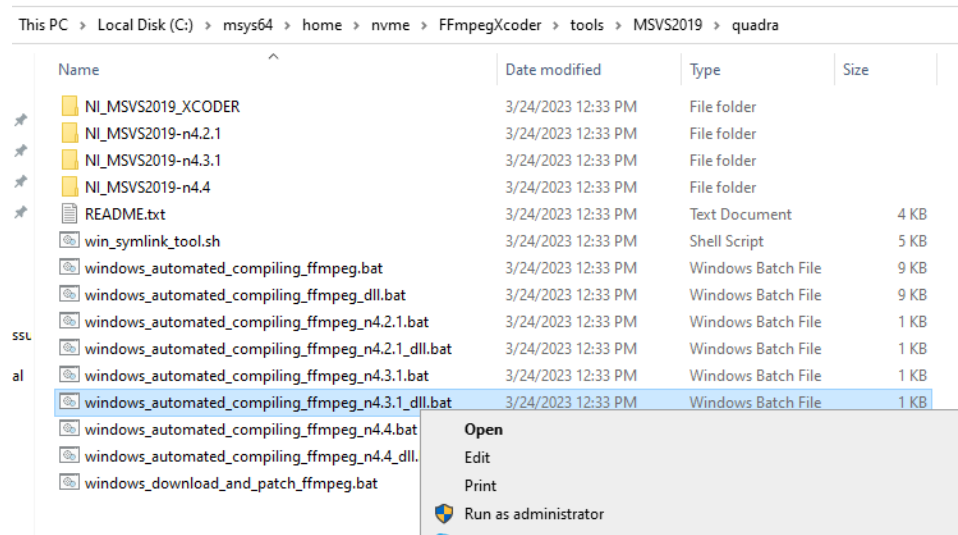 This PC > Local Disk (C:) > msys64 > home > nvme > FFmpegXcoder > tools > MSVS2019 > quadra
Name Date modified Type Size
NI_MSVS2019_XCODER 3/24/2023 12:33 PM File folder
NI_MSVS2019-n4.2.1 3/24/2023 12:33 PM File folder
NI_MSVS2019-n4.3.1 3/24/2023 12:33 PM File folder
NI_MSVS2019-n4.4 3/24/2023 12:33 PM File folder
README.txt 3/24/2023 12:33 PM Text Document 4 KB
win_symlink_tool.sh 3/24/2023 12:33 PM Shell Script 5 KB
windows_automated_compiling_ffmpeg.bat 3/24/2023 12:33 PM Windows Batch File 9 KB
windows_automated_compiling_ffmpeg_dll.bat 3/24/2023 12:33 PM Windows Batch File 9 KB
windows_automated_compiling_ffmpeg_n4.2.1.bat 3/24/2023 12:33 PM Windows Batch File 1 KB
ssu
windows_automated_compiling_ffmpeg_n4.2.1_dll.bat 3/24/2023 12:33 PM Windows Batch File 1 KB
al windows_automated_compiling_ffmpeg_n4.3.1.bat 3/24/2023 12:33 PM Windows Batch File 1 KB
windows_automated_compiling_ffmpeg_n4.3.1_dll.bat 3/24/2023 12:33 PM Windows Batch File 1 KB
windows_automated_compiling_ffmpeg_n4.4.bat Open
windows_automated_compiling_ffmpeg_n4.4_dll. Edit
windows_download_and_patch_ffmpeg.bat Print
Run as administrator